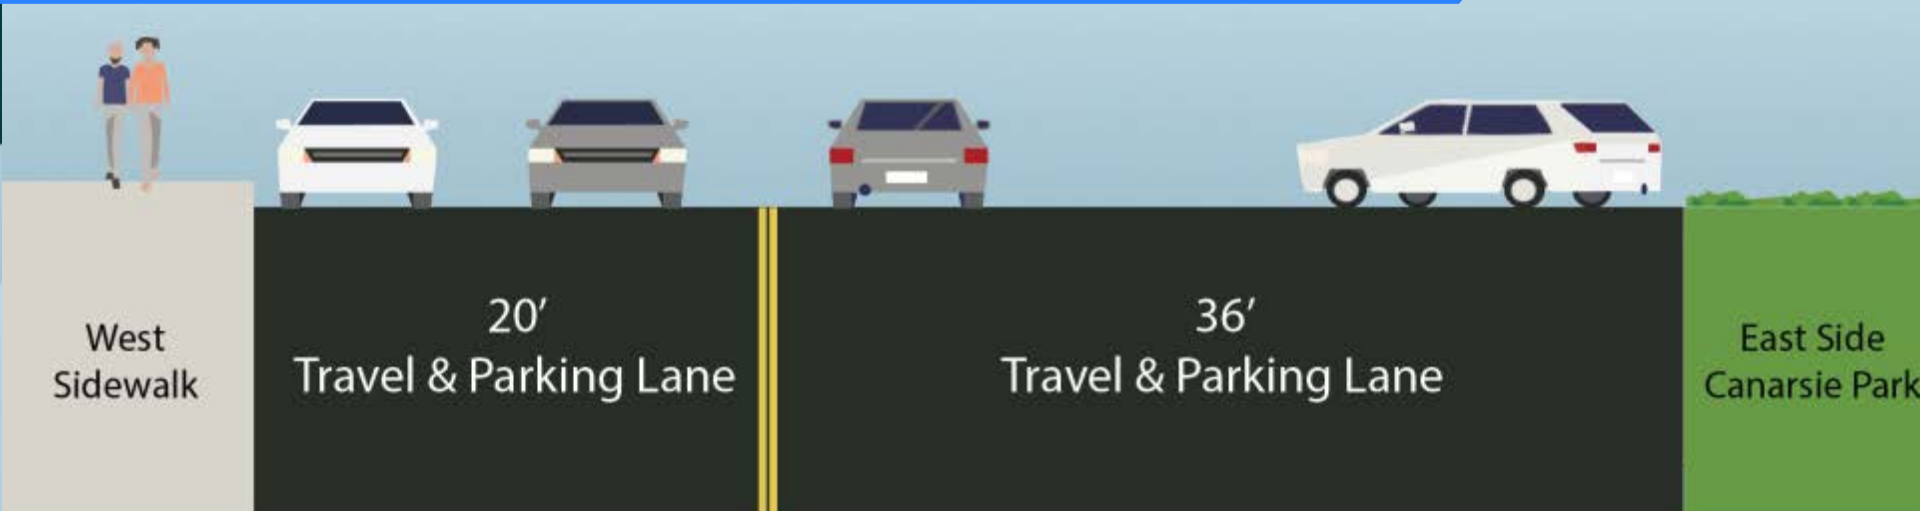 West
Sidewalk
20'
Travel & Parking Lane
36'
Travel & Parking Lane
East Side
Canarsie Park